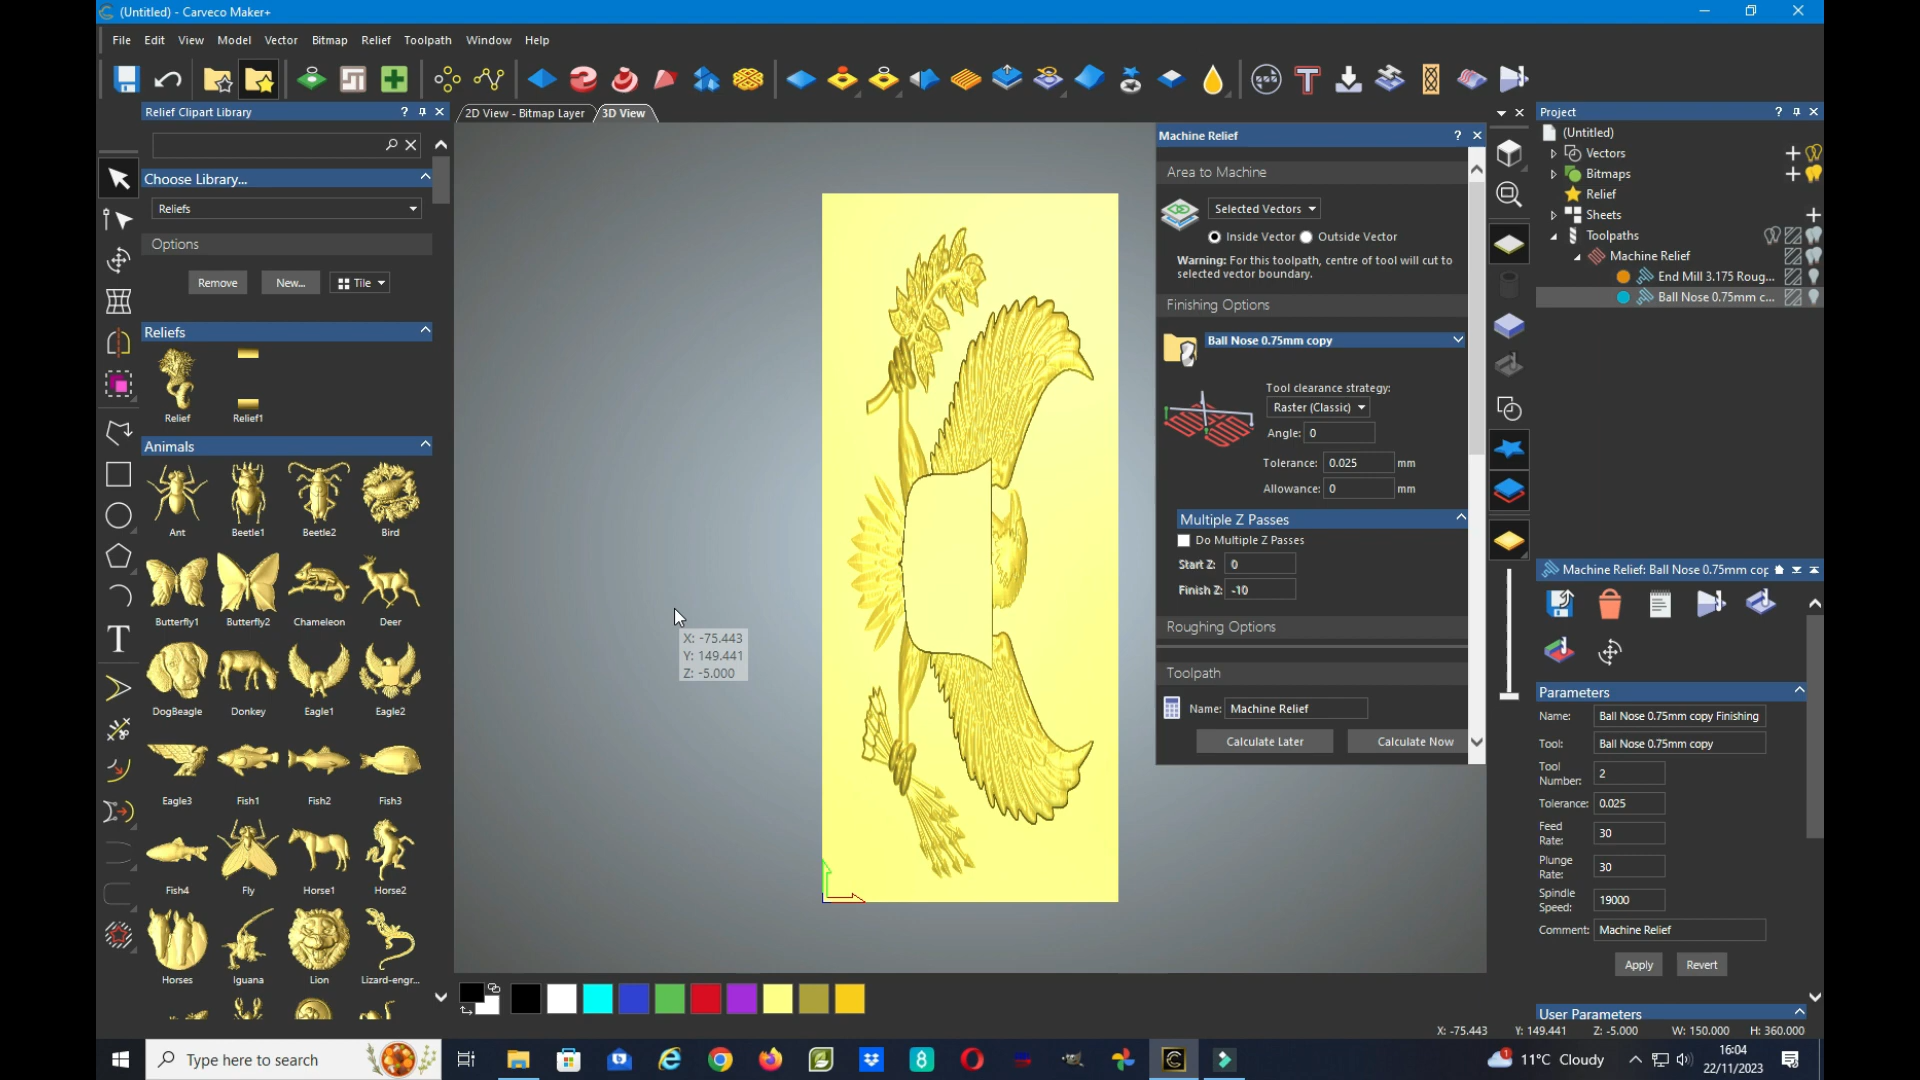 (Untitled) - Carveco Maker+
File Edit View Model Vector Bitmap Relief Toolpath Window Help
Relief Clipart Library ?
Choose Library...
Reliefs
Options
Remove New... Tile
Reliefs
Relief Relief1
Animals
Ant Beetle1 Beetle2 Bird
Butterfly1 Butterfly2 Chameleon Deer
DogBeagle Donkey Eagle1 Eagle2
Eagle3 Fish1 Fish2 Fish3
Fish4 Fly Horse1 Horse2
Horses Iguana Lion Lizard-engr...
2D View - Bitmap Layer 3D View
X: -75.443
Y: 149.441
Z: -5.000
Machine Relief ?
Area to Machine
Selected Vectors
Inside Vector Outside Vector
Warning: For this toolpath, centre of tool will cut to
selected vector boundary.
Finishing Options
Ball Nose 0.75mm copy
Tool clearance strategy:
Raster (Classic)
Angle: 0
Tolerance: 0.025 mm
Allowance: 0 mm
Multiple Z Passes
Do Multiple Z Passes
Start Z: 0
Finish Z: -10
Roughing Options
Toolpath
Name: Machine Relief
Calculate Later Calculate Now
Project ?
(Untitled)
Vectors
Bitmaps
Relief
Sheets
Toolpaths
Machine Relief
End Mill 3.175 Roug...
Ball Nose 0.75mm c...
Machine Relief: Ball Nose 0.75mm cop
Parameters
Name: Ball Nose 0.75mm copy Finishing
Tool: Ball Nose 0.75mm copy
Tool
Number: 2
Tolerance: 0.025
Feed
Rate: 30
Plunge
Rate: 30
Spindle
Speed: 19000
Comment: Machine Relief
Apply Revert
User Parameters
X: -75.443 Y: 149.441 Z: -5.000 W: 150.000 H: 360.000
Type here to search
11°C Cloudy
16:04
22/11/2023